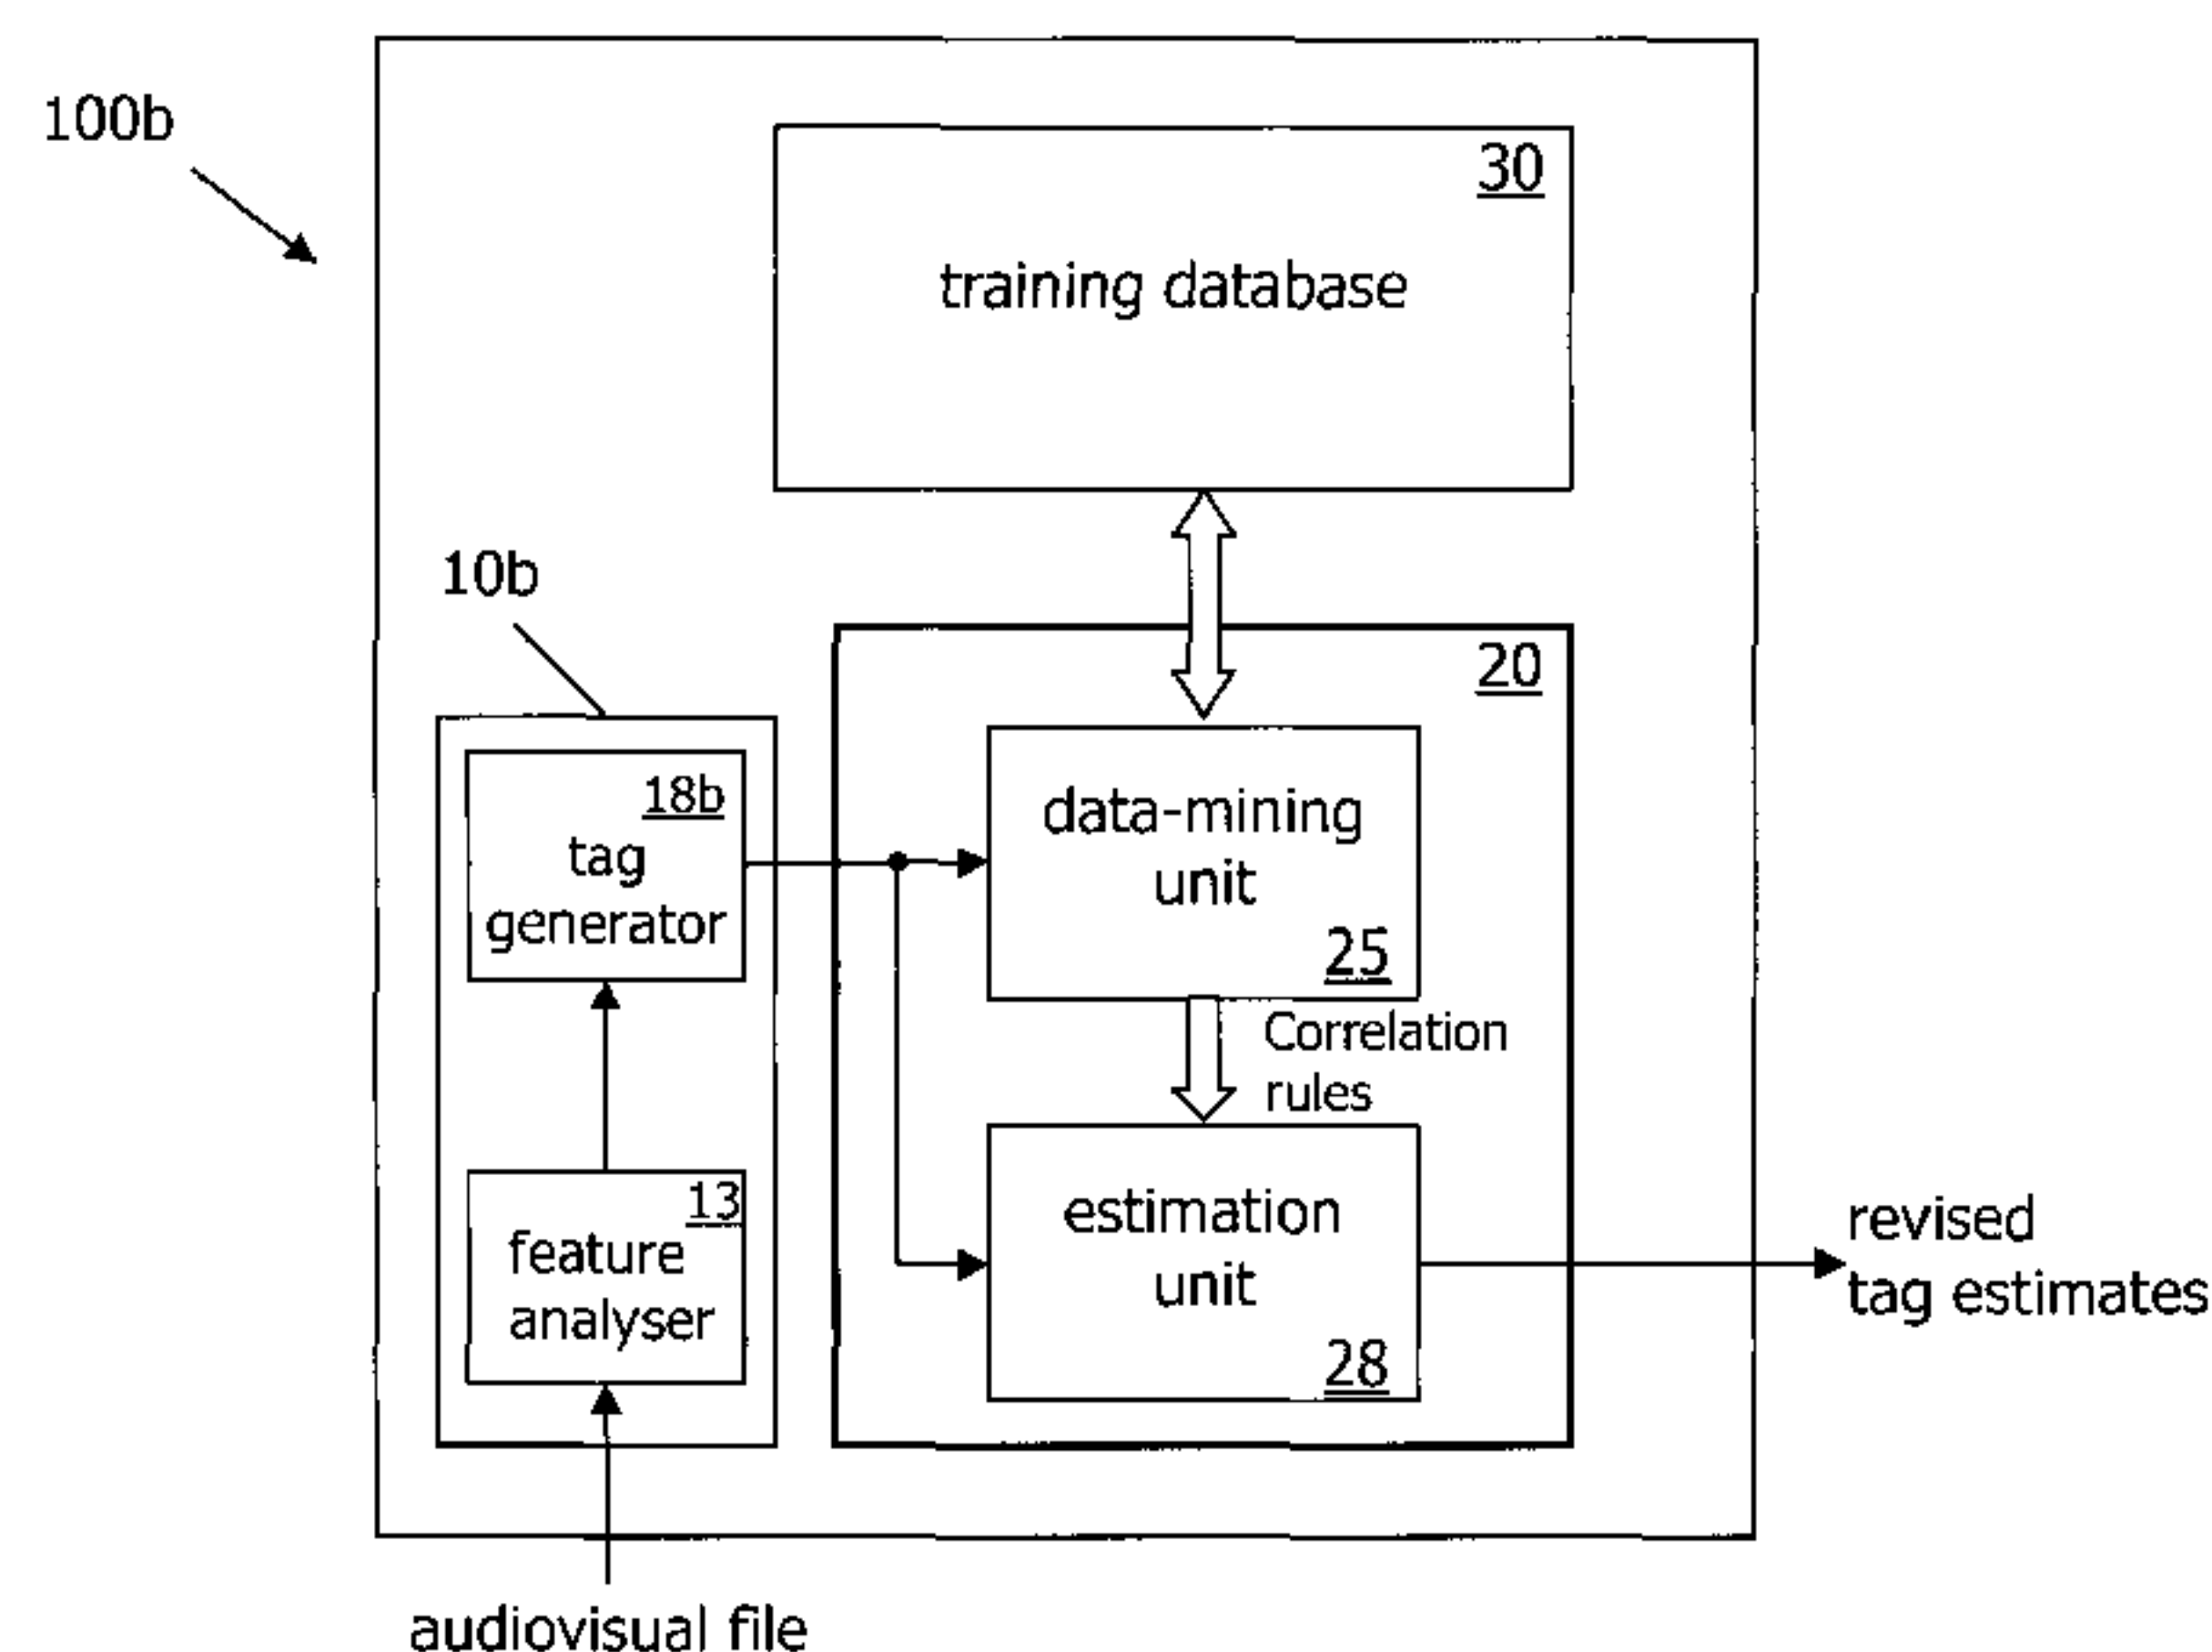 100b
30
training database
10b
20
18b
tag
generator
data-mining
unit
25
Correlation
rules
13
feature
analyser
estimation
unit
28
revised
tag estimates
audiovisual file